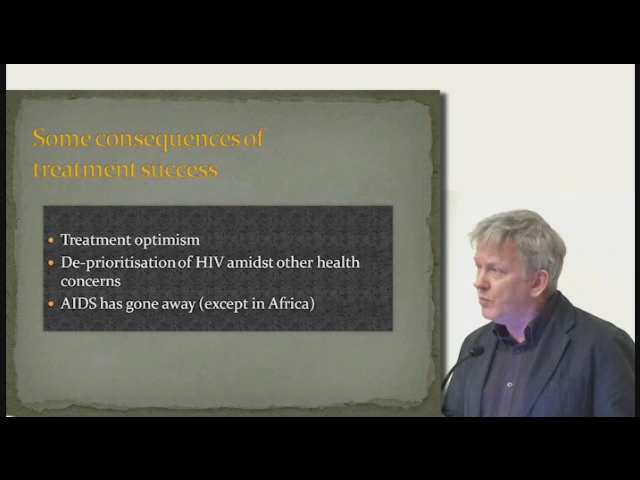 Some consequences of
treatment success
• Treatment optimism
• De-prioritisation of HIV amidst other health
concerns
• AIDS has gone away (except in Africa)